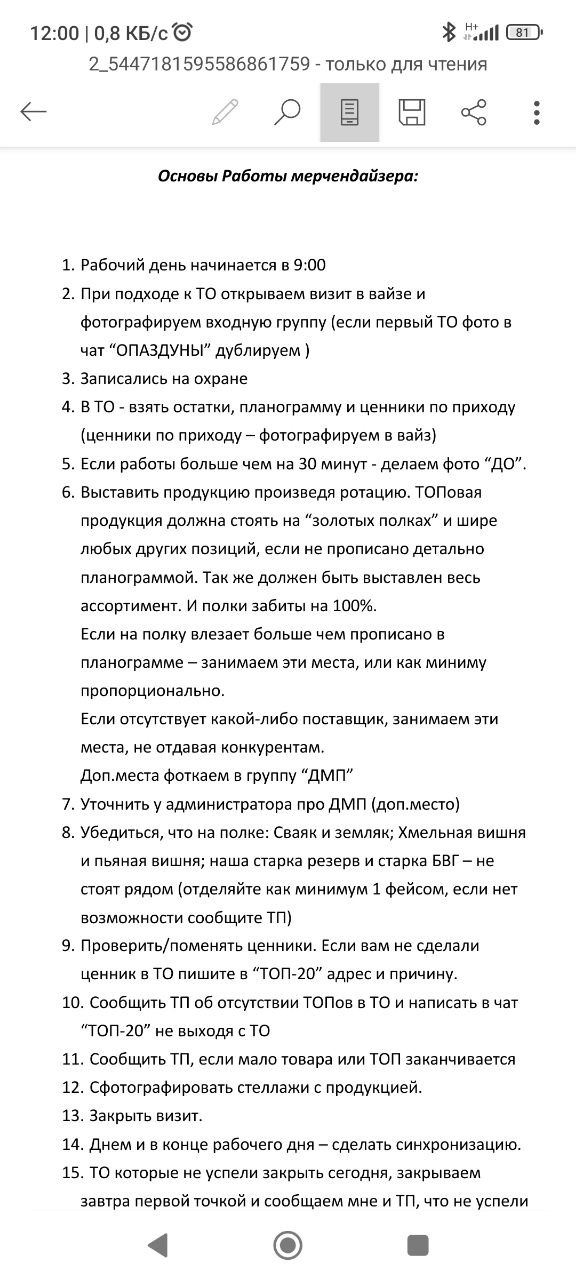 12:00 | 0,8 КБ/с
H+
81
2_5447181595586861759 - только для чтения
Основы Работы мерчендайзера:
1. Рабочий день начинается в 9:00
2. При подходе к ТО открываем визит в вайзе и
фотографируем входную группу (если первый ТО фото в
чат “ОПАЗДУНЫ” дублируем )
3. Записались на охране
4. В ТО - взять остатки, планограмму и ценники по приходу
(ценники по приходу – фотографируем в вайз)
5. Если работы больше чем на 30 минут - делаем фото “ДО”.
6. Выставить продукцию произведя ротацию. ТОПовая
продукция должна стоять на “золотых полках” и шире
любых других позиций, если не прописано детально
планограммой. Так же должен быть выставлен весь
ассортимент. И полки забиты на 100%.
Если на полку влезает больше чем прописано в
планограмме – занимаем эти места, или как миниму
пропорционально.
Если отсутствует какой-либо поставщик, занимаем эти
места, не отдавая конкурентам.
Доп.места фоткаем в группу “ДМП”
7. Уточнить у администратора про ДМП (доп.место)
8. Убедиться, что на полке: Сваяк и земляк; Хмельная вишня
и пьяная вишня; наша старка резерв и старка БВГ – не
стоят рядом (отделяйте как минимум 1 фейсом, если нет
возможности сообщите ТП)
9. Проверить/поменять ценники. Если вам не сделали
ценник в ТО пишите в “ТОП-20” адрес и причину.
10. Сообщить ТП об отсутствии ТОПов в ТО и написать в чат
“ТОП-20” не выходя с ТО
11. Сообщить ТП, если мало товара или ТОП заканчивается
12. Сфотографировать стеллажи с продукцией.
13. Закрыть визит.
14. Днем и в конце рабочего дня – сделать синхронизацию.
15. ТО которые не успели закрыть сегодня, закрываем
завтра первой точкой и сообщаем мне и ТП, что не успели